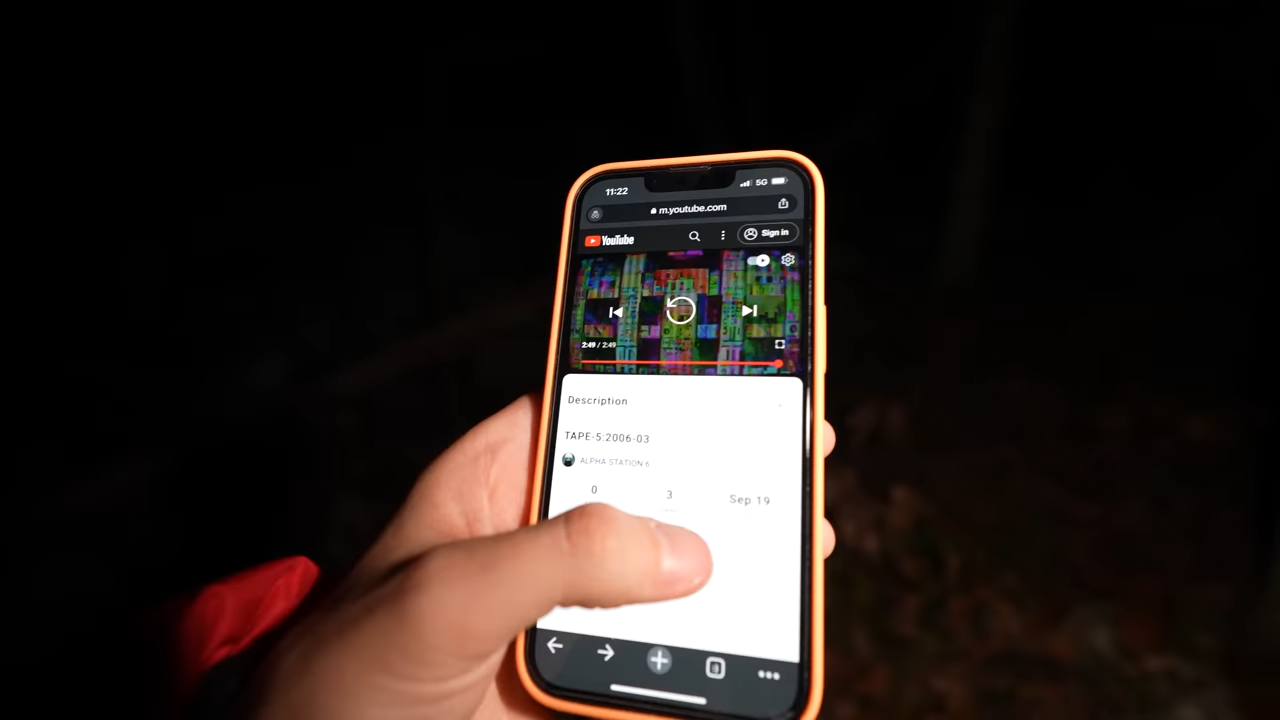 11:22
5G
m.youtube.com
YouTube
Sign in
2:49 / 2:49
Description
TAPE-5:2006-03
ALPHA STATION 6
0
3
Sep 19